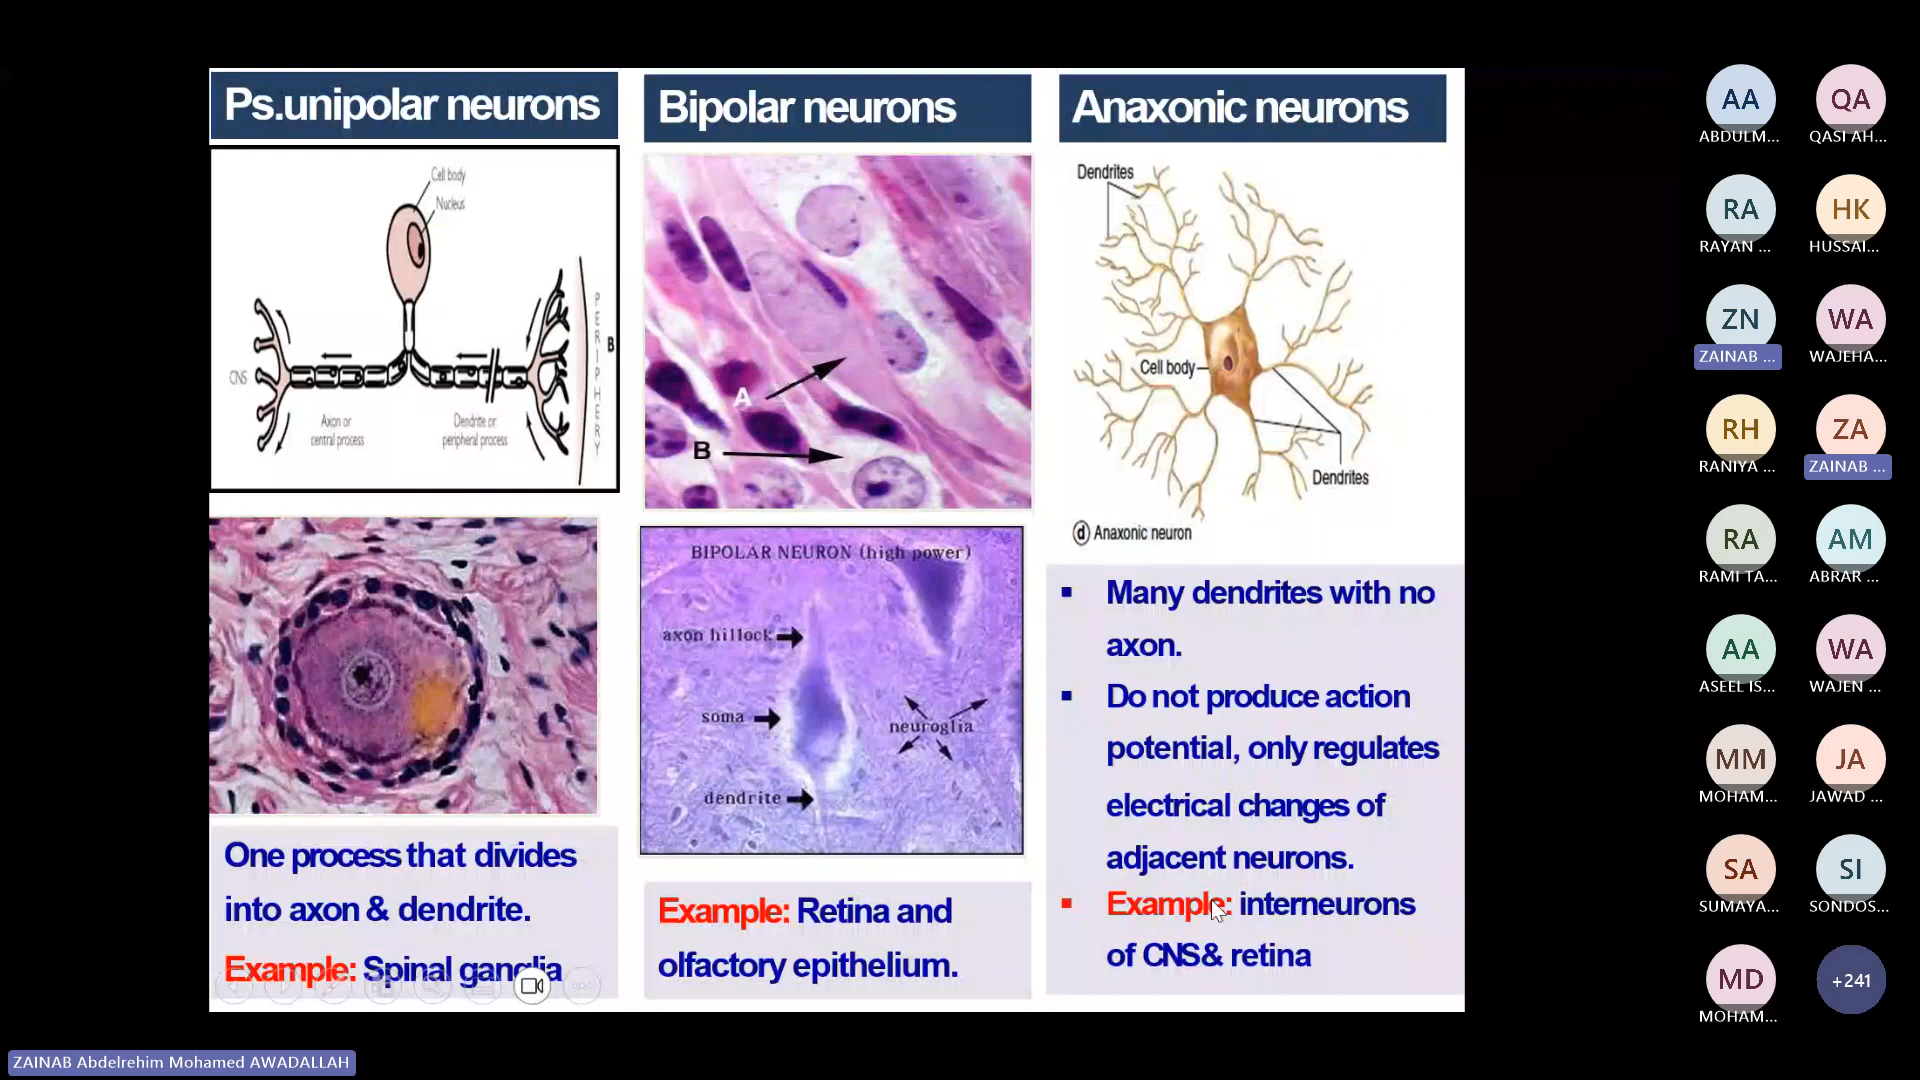 Ps.unipolar neurons
Cell body
Nucleus
CNS
Axon or
central process
Dendrite or
peripheral process
PERIPHERY
B
One process that divides
into axon & dendrite.
Example: Spinal ganglia
Bipolar neurons
A
B
BIPOLAR NEURON (high power)
axon hillock
soma
neuroglia
dendrite
Example: Retina and
olfactory epithelium.
Anaxonic neurons
Dendrites
Cell body
Dendrites
d Anaxonic neuron
▪ Many dendrites with no
axon.
▪ Do not produce action
potential, only regulates
electrical changes of
adjacent neurons.
▪ Example: interneurons
of CNS& retina
AA
ABDULM...
QA
QASI AH...
RA
RAYAN ...
HK
HUSSAI...
ZN
ZAINAB ...
WA
WAJEHA...
RH
RANIYA ...
ZA
ZAINAB ...
RA
RAMI TA...
AM
ABRAR ...
AA
ASEEL IS...
WA
WAJEN ...
MM
MOHAM...
JA
JAWAD ...
SA
SUMAYA...
SI
SONDOS...
MD
MOHAM...
+241
ZAINAB Abdelrehim Mohamed AWADALLAH